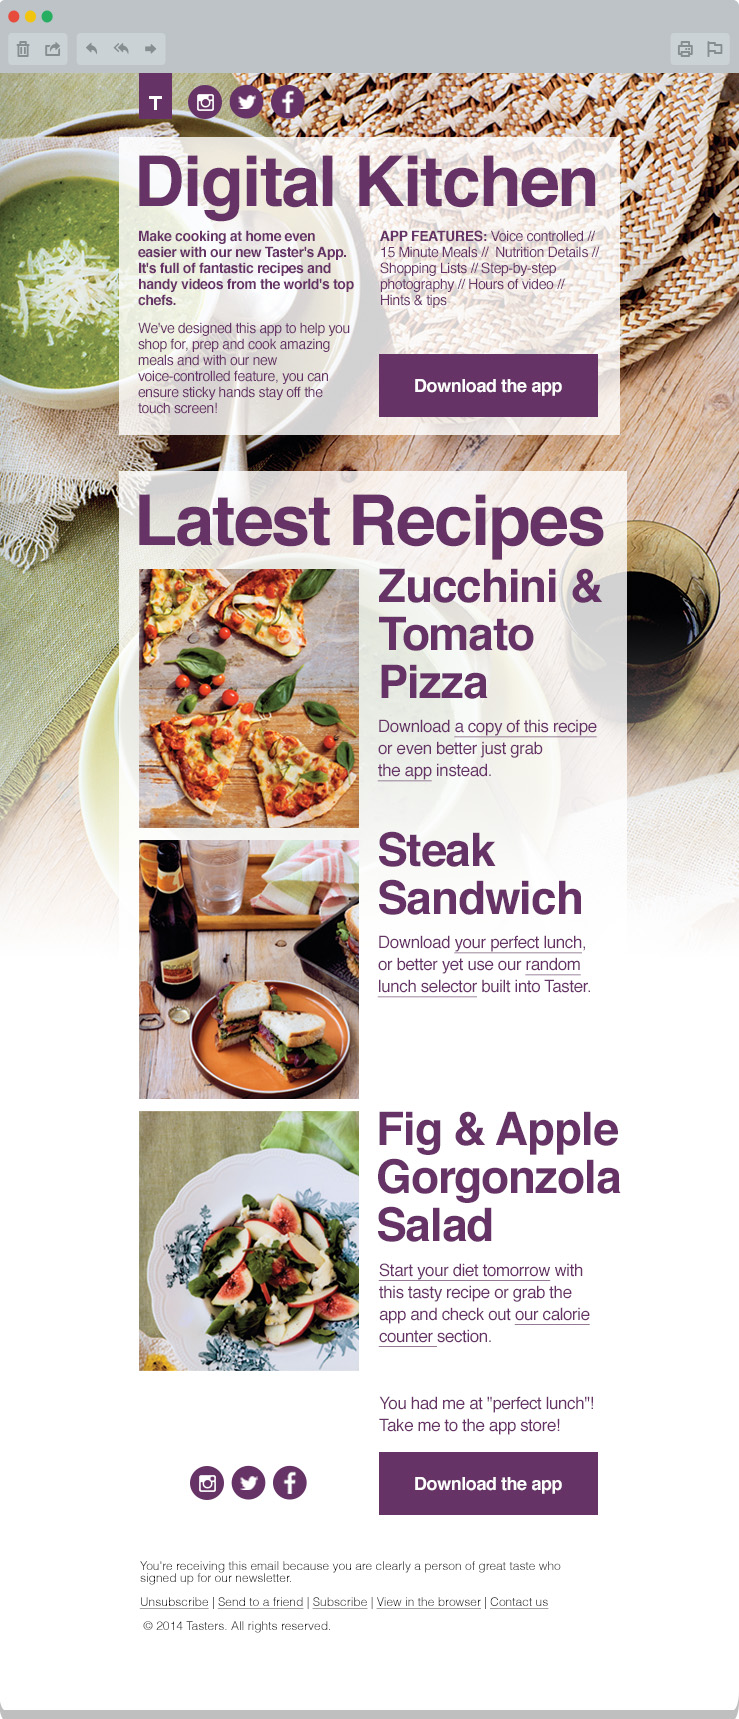 T
Digital Kitchen
Make cooking at home even
easier with our new Taster's App.
It's full of fantastic recipes and
handy videos from the world's top
chefs.
We've designed this app to help you
shop for, prep and cook amazing
meals and with our new
voice-controlled feature, you can
ensure sticky hands stay off the
touch screen!
APP FEATURES: Voice controlled //
15 Minute Meals // Nutrition Details //
Shopping Lists // Step-by-step
photography // Hours of video //
Hints & tips
Download the app
Latest Recipes
Zucchini &
Tomato
Pizza
Download a copy of this recipe
or even better just grab
the app instead.
Steak
Sandwich
Download your perfect lunch,
or better yet use our random
lunch selector built into Taster.
Fig & Apple
Gorgonzola
Salad
Start your diet tomorrow with
this tasty recipe or grab the
app and check out our calorie
counter section.
You had me at "perfect lunch"!
Take me to the app store!
Download the app
You're receiving this email because you are clearly a person of great taste who
signed up for our newsletter.
Unsubscribe | Send to a friend | Subscribe | View in the browser | Contact us
© 2014 Tasters. All rights reserved.